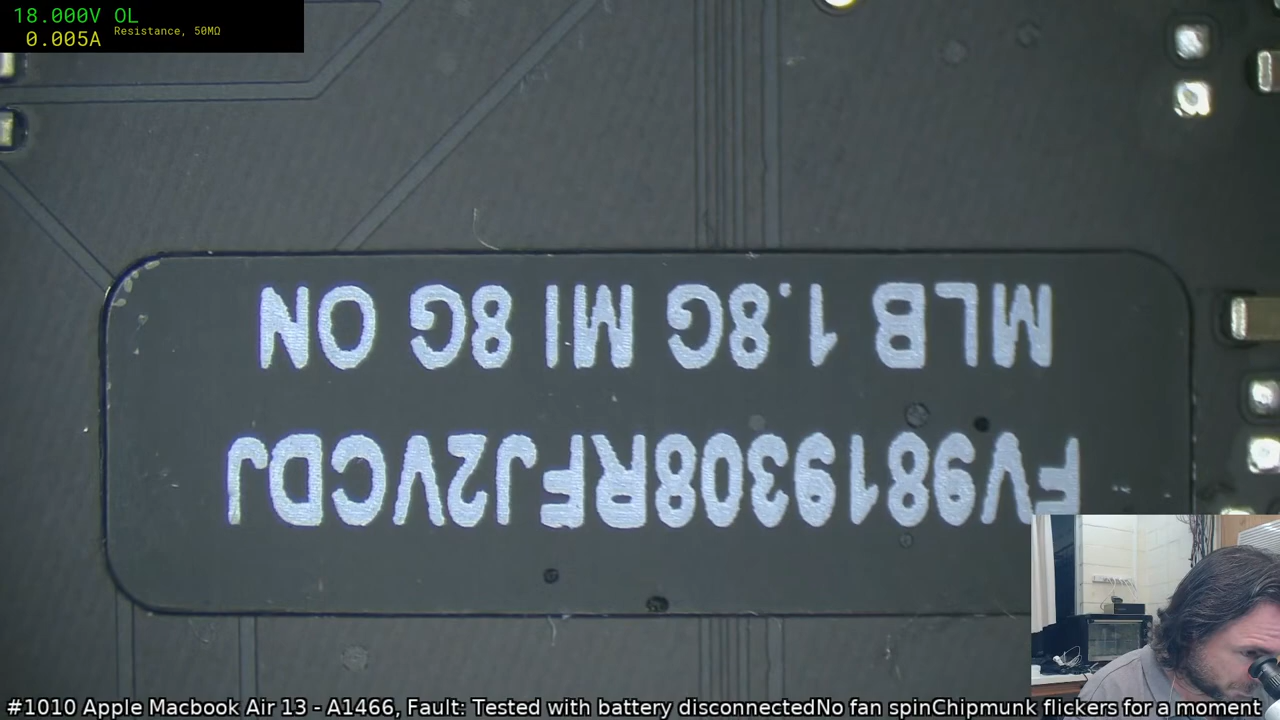 18.000V OL
0.005A Resistance, 50MΩ
FV9819308RFJ2VCDJ
MLB 1.8G MI 8G ON
#1010 Apple Macbook Air 13 - A1466, Fault: Tested with battery disconnectedNo fan spinChipmunk flickers for a moment